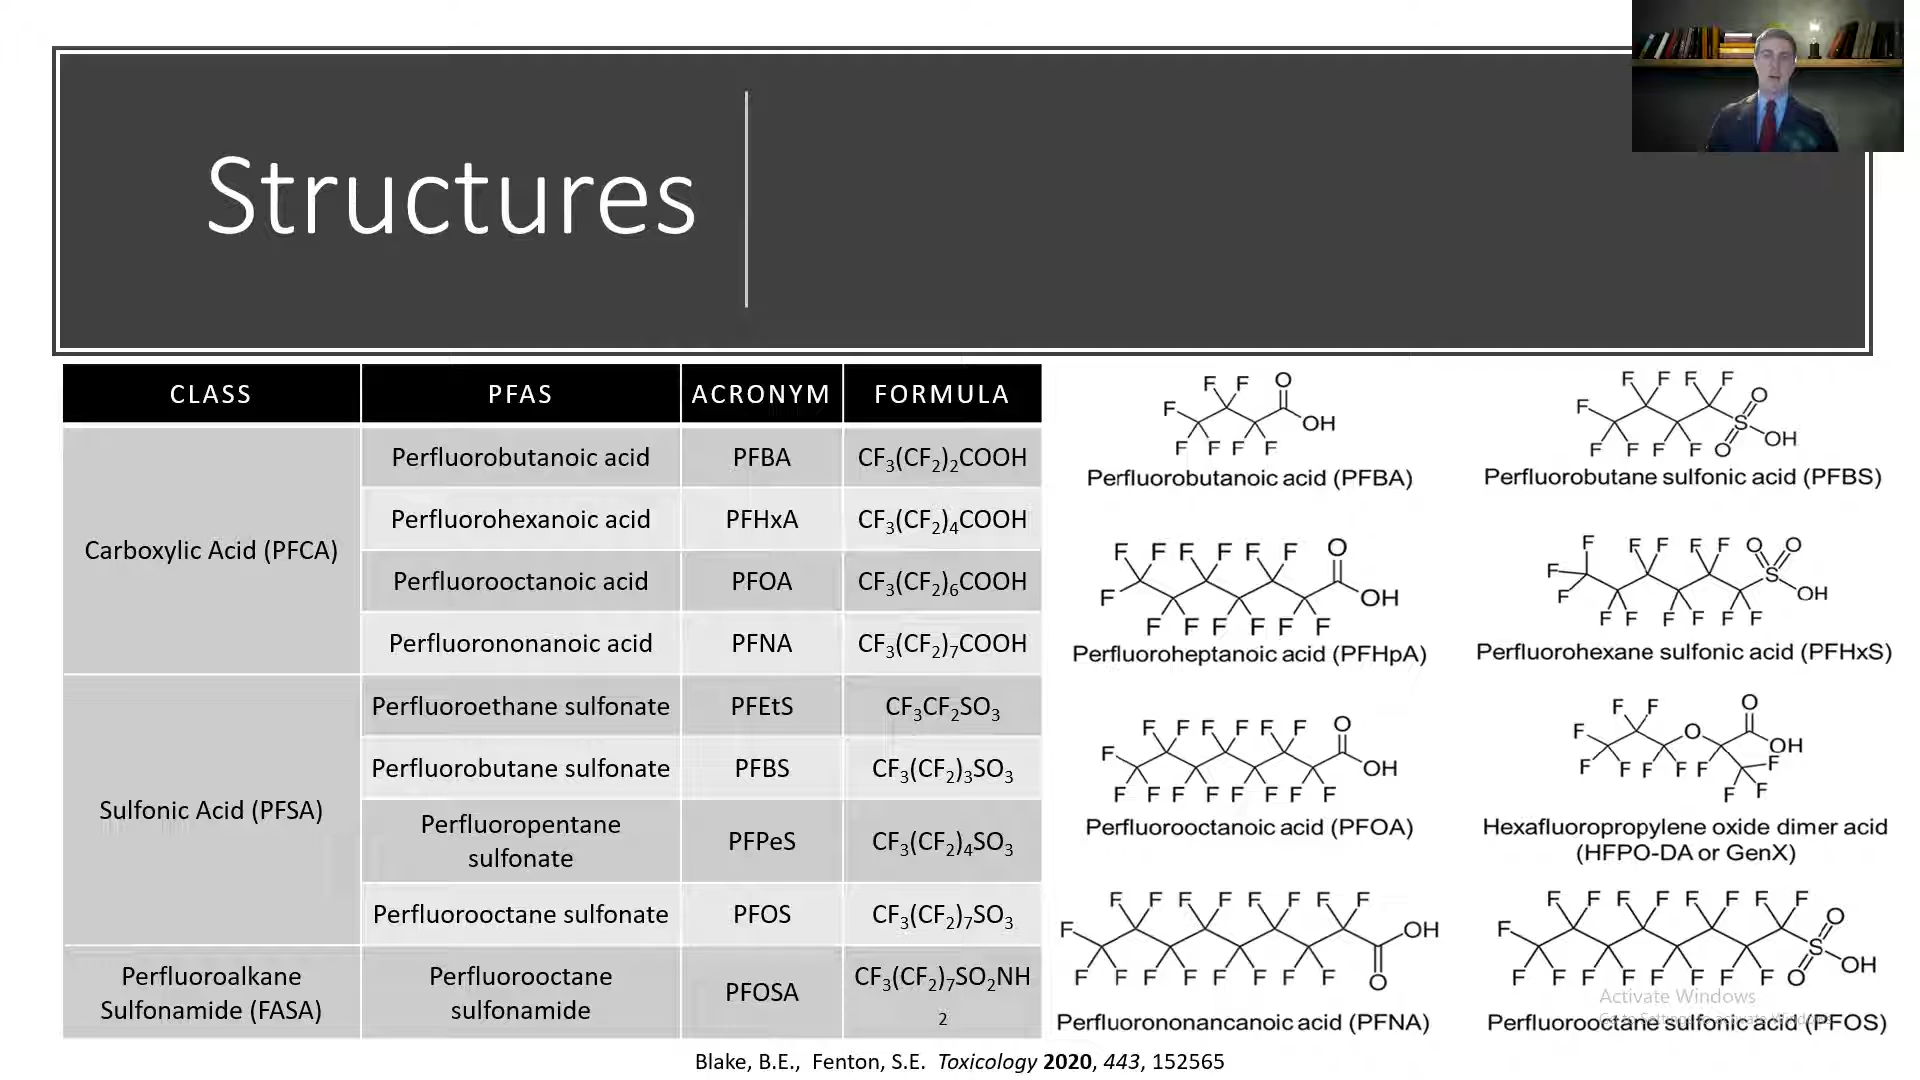 Structures
CLASS PFAS ACRONYM FORMULA
Carboxylic Acid (PFCA)
Perfluorobutanoic acid PFBA CF3(CF2)2COOH
Perfluorohexanoic acid PFHxA CF3(CF2)4COOH
Perfluorooctanoic acid PFOA CF3(CF2)6COOH
Perfluorononanoic acid PFNA CF3(CF2)7COOH
Sulfonic Acid (PFSA)
Perfluoroethane sulfonate PFEtS CF3CF2SO3
Perfluorobutane sulfonate PFBS CF3(CF2)3SO3
Perfluoropentane
sulfonate PFPeS CF3(CF2)4SO3
Perfluorooctane sulfonate PFOS CF3(CF2)7SO3
Perfluoroalkane
Sulfonamide (FASA)
Perfluorooctane
sulfonamide PFOSA CF3(CF2)7SO2NH
2
F F O
F OH
F F F F
Perfluorobutanoic acid (PFBA)
F F F F O
F S
F F F F O OH
Perfluorobutane sulfonic acid (PFBS)
F F F F F F O
F OH
F F F F F F
Perfluoroheptanoic acid (PFHpA)
F F F F F O O
F S
F OH
F F F F F F
Perfluorohexane sulfonic acid (PFHxS)
F F F F F F O
F OH
F F F F F F F F
Perfluorooctanoic acid (PFOA)
F F O
F O OH
F F F F F F
F F
Hexafluoropropylene oxide dimer acid
(HFPO-DA or GenX)
F F F F F F F F
F OH
F F F F F F F F O
Perfluorononancanoic acid (PFNA)
F F F F F F F F O
F S
F F F F F F F F O OH
Perfluorooctane sulfonic acid (PFOS)
Activate Windows
Blake, B.E., Fenton, S.E. Toxicology 2020, 443, 152565